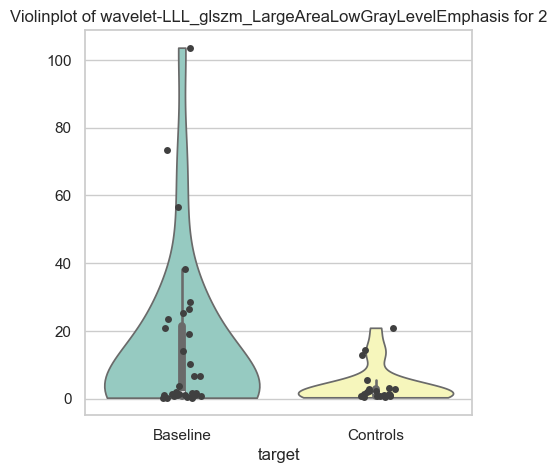 Violinplot of wavelet-LLL_glszm_LargeAreaLowGrayLevelEmphasis for 2
100
80
60
40
20
0
Baseline Controls
target